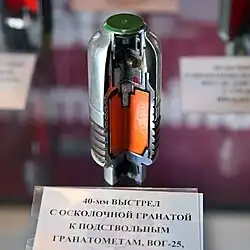 40-мм ВЫСТРЕЛ
С ОСКОЛОЧНОЙ ГРАНАТОЙ
К ПОДСТВОЛЬНЫМ
ГРАНАТОМЕТАМ, ВОГ-25,